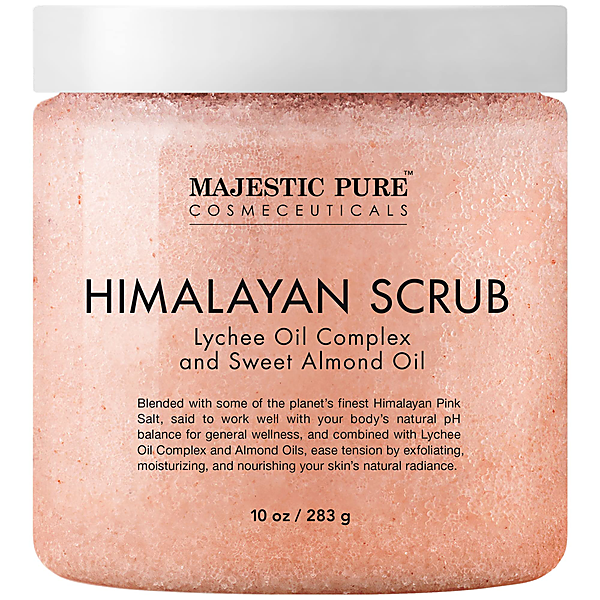 MAJESTIC PURE™
COSMECEUTICALS
HIMALAYAN SCRUB
Lychee Oil Complex
and Sweet Almond Oil
Blended with some of the planet's finest Himalayan Pink
Salt, said to work well with your body's natural pH
balance for general wellness, and combined with Lychee
Oil Complex and Almond Oils, ease tension by exfoliating,
moisturizing, and nourishing your skin's natural radiance.
10 oz / 283 g